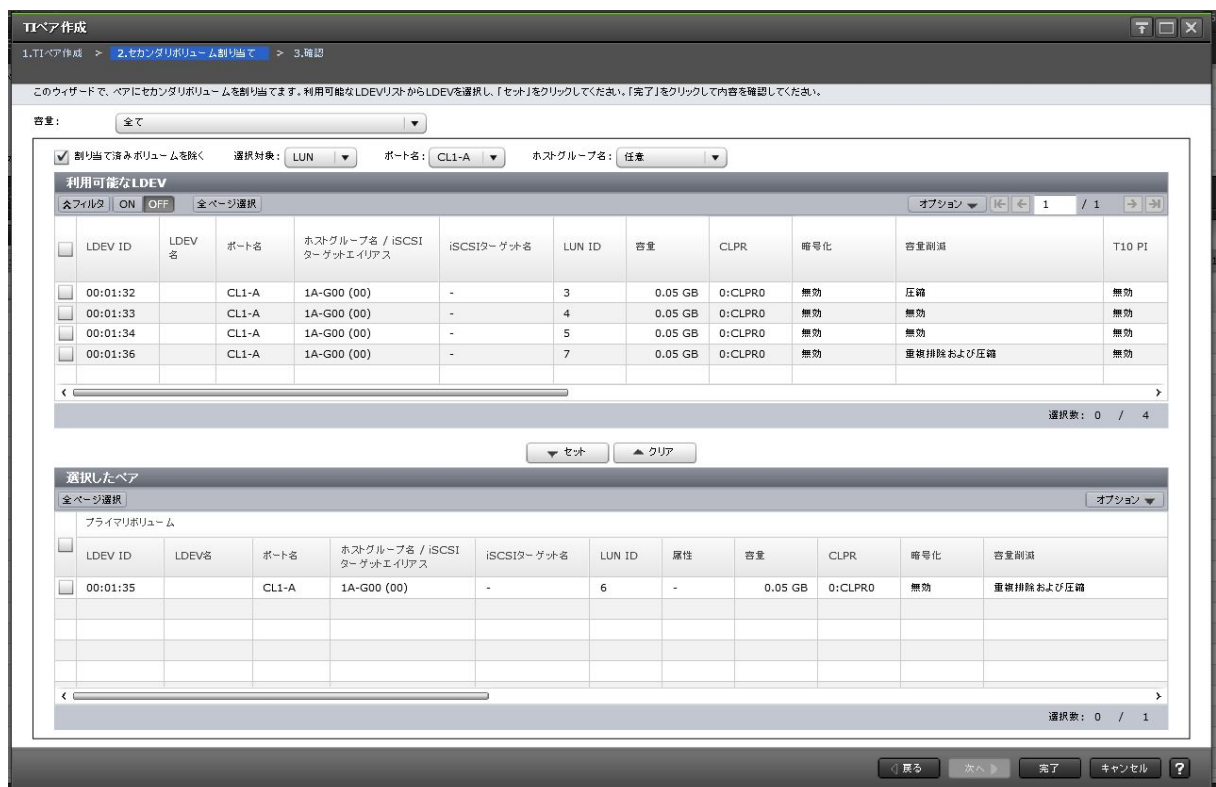 TIペア作成
1.TIペア作成 > 2.セカンダリボリューム割り当て > 3.確認
このウィザードで、ペアにセカンダリボリュームを割り当てます。利用可能なLDEVリストからLDEVを選択し、「セット」をクリックしてください。「完了」をクリックして内容を確認してください。
容量: 全て
割り当て済みボリュームを除く 選択対象: LUN ポート名: CL1-A ホストグループ名: 任意
利用可能なLDEV
フィルタ ON OFF 全ページ選択 オプション 1 / 1
LDEV ID LDEV名 ポート名 ホストグループ名 / iSCSIターゲットエイリアス iSCSIターゲット名 LUN ID 容量 CLPR 暗号化 容量削減 T10 PI
00:01:32 CL1-A 1A-G00 (00) - 3 0.05 GB 0:CLPR0 無効 圧縮 無効
00:01:33 CL1-A 1A-G00 (00) - 4 0.05 GB 0:CLPR0 無効 無効 無効
00:01:34 CL1-A 1A-G00 (00) - 5 0.05 GB 0:CLPR0 無効 無効 無効
00:01:36 CL1-A 1A-G00 (00) - 7 0.05 GB 0:CLPR0 無効 重複排除および圧縮 無効
選択数: 0 / 4
セット クリア
選択したペア
全ページ選択 オプション
プライマリボリューム
LDEV ID LDEV名 ポート名 ホストグループ名 / iSCSIターゲットエイリアス iSCSIターゲット名 LUN ID 属性 容量 CLPR 暗号化 容量削減
00:01:35 CL1-A 1A-G00 (00) - 6 - 0.05 GB 0:CLPR0 無効 重複排除および圧縮
選択数: 0 / 1
戻る 次へ 完了 キャンセル ?